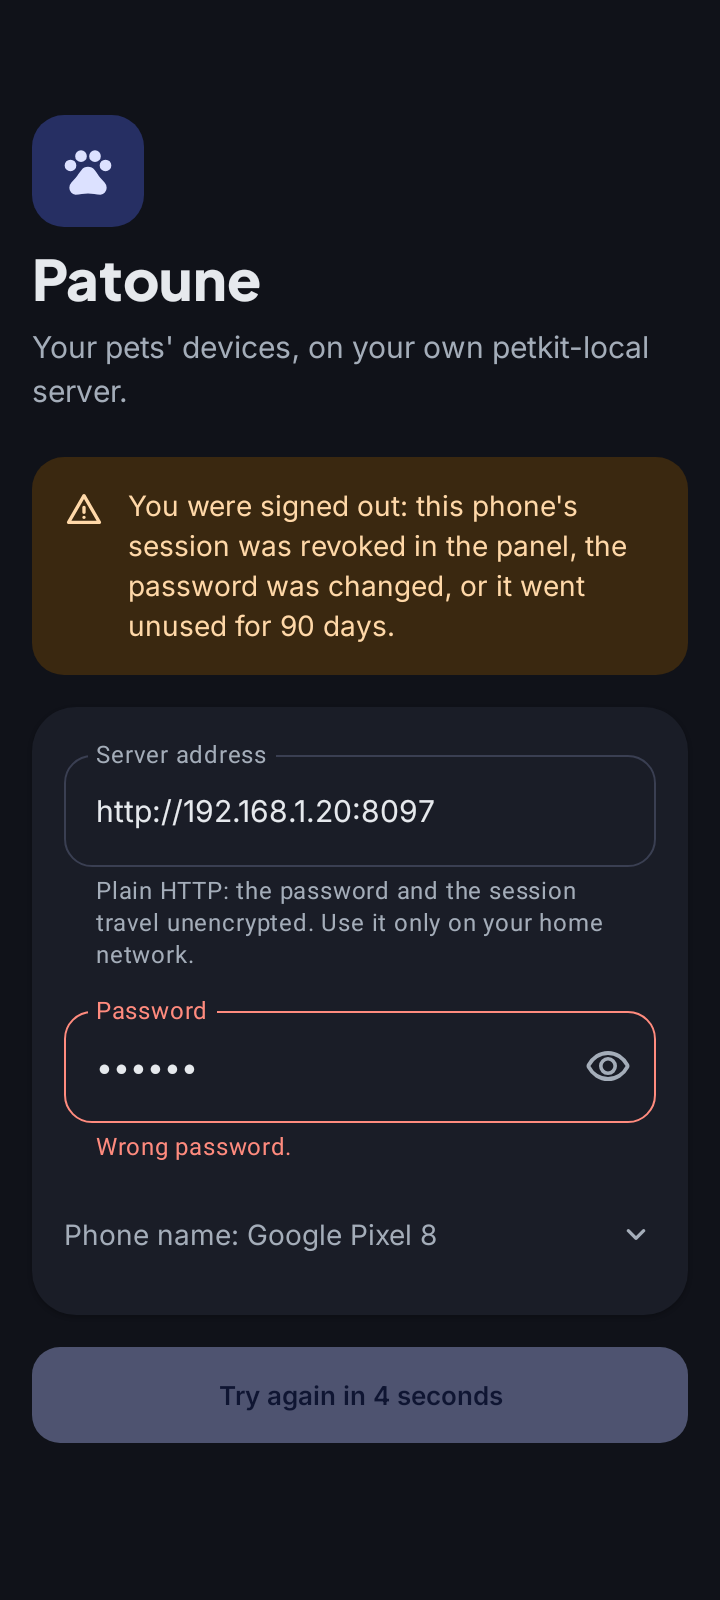 Patoune
Your pets' devices, on your own petkit-local
server.
You were signed out: this phone's
session was revoked in the panel, the
password was changed, or it went
unused for 90 days.
Server address
http://192.168.1.20:8097
Plain HTTP: the password and the session
travel unencrypted. Use it only on your home
network.
Password
••••••
Wrong password.
Phone name: Google Pixel 8
Try again in 4 seconds